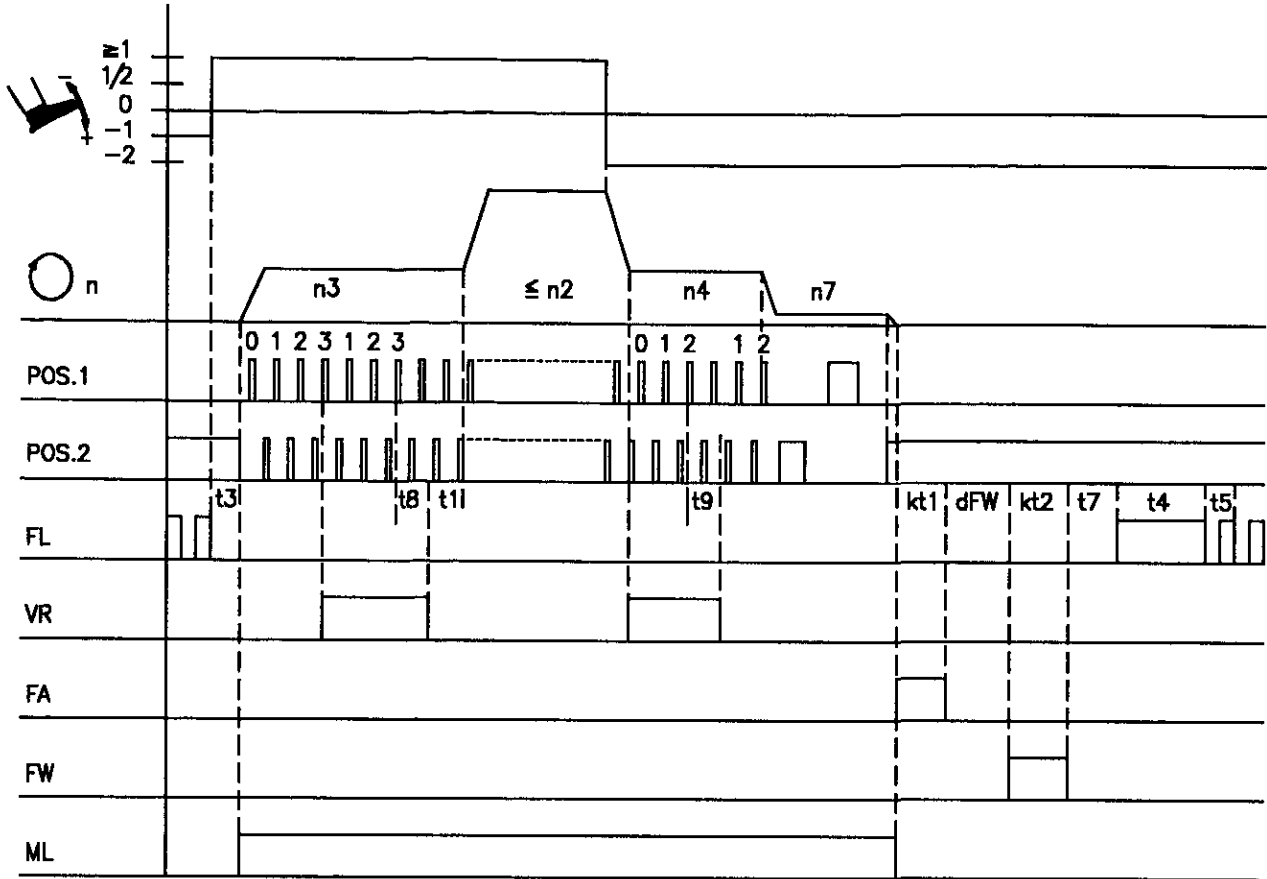 ≧1
1/2
0
-1
-2
- +
n
n3 ≦ n2 n4 n7
0 1 2 3 1 2 3 0 1 2 1 2
POS.1
POS.2
t3 t8 t1 t9 kt1 dFW kt2 t7 t4 t5
FL
VR
FA
FW
ML